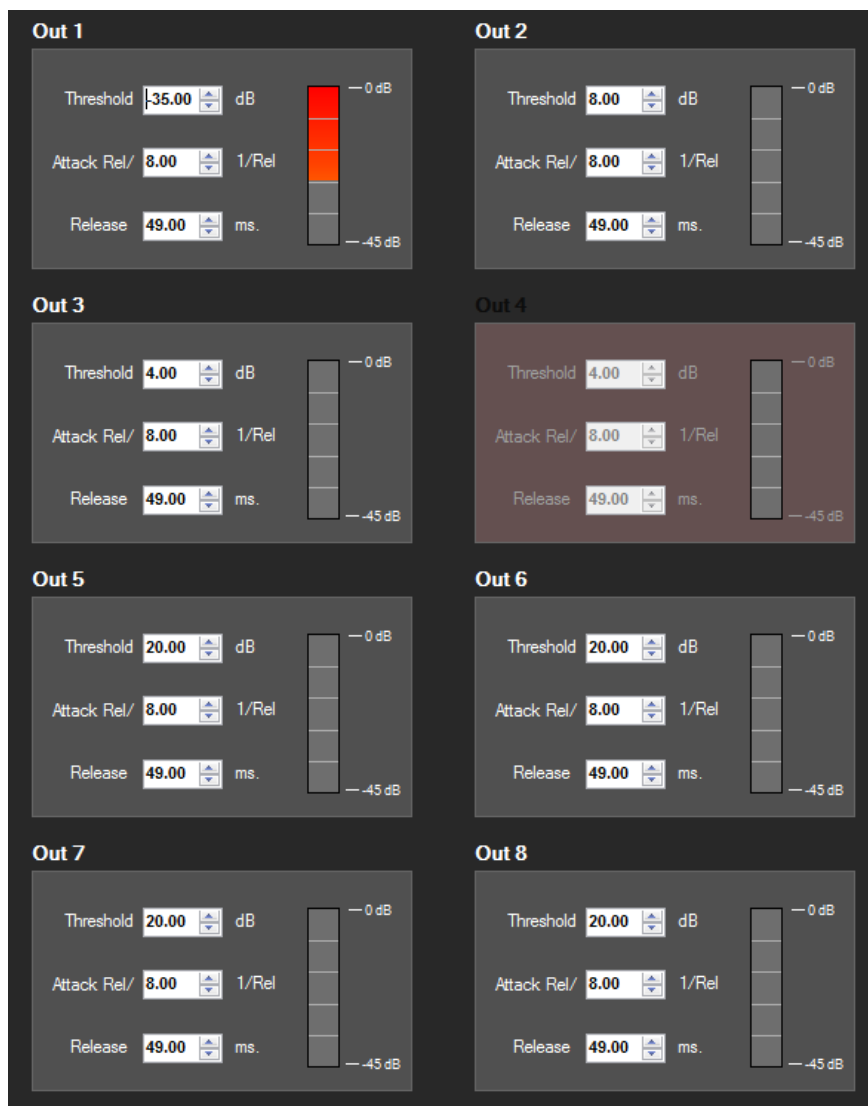 Out 1
Threshold -35.00 dB
Attack Rel/ 8.00 1/Rel
Release 49.00 ms.
0 dB
-45 dB
Out 2
Threshold 8.00 dB
Attack Rel/ 8.00 1/Rel
Release 49.00 ms.
0 dB
-45 dB
Out 3
Threshold 4.00 dB
Attack Rel/ 8.00 1/Rel
Release 49.00 ms.
0 dB
-45 dB
Out 4
Threshold 4.00 dB
Attack Rel/ 8.00 1/Rel
Release 49.00 ms.
0 dB
-45 dB
Out 5
Threshold 20.00 dB
Attack Rel/ 8.00 1/Rel
Release 49.00 ms.
0 dB
-45 dB
Out 6
Threshold 20.00 dB
Attack Rel/ 8.00 1/Rel
Release 49.00 ms.
0 dB
-45 dB
Out 7
Threshold 20.00 dB
Attack Rel/ 8.00 1/Rel
Release 49.00 ms.
0 dB
-45 dB
Out 8
Threshold 20.00 dB
Attack Rel/ 8.00 1/Rel
Release 49.00 ms.
0 dB
-45 dB